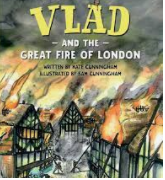 VLAD
– AND THE –
GREAT FIRE OF LONDON
WRITTEN BY KATE CUNNINGHAM
ILLUSTRATED BY SAM CUNNINGHAM